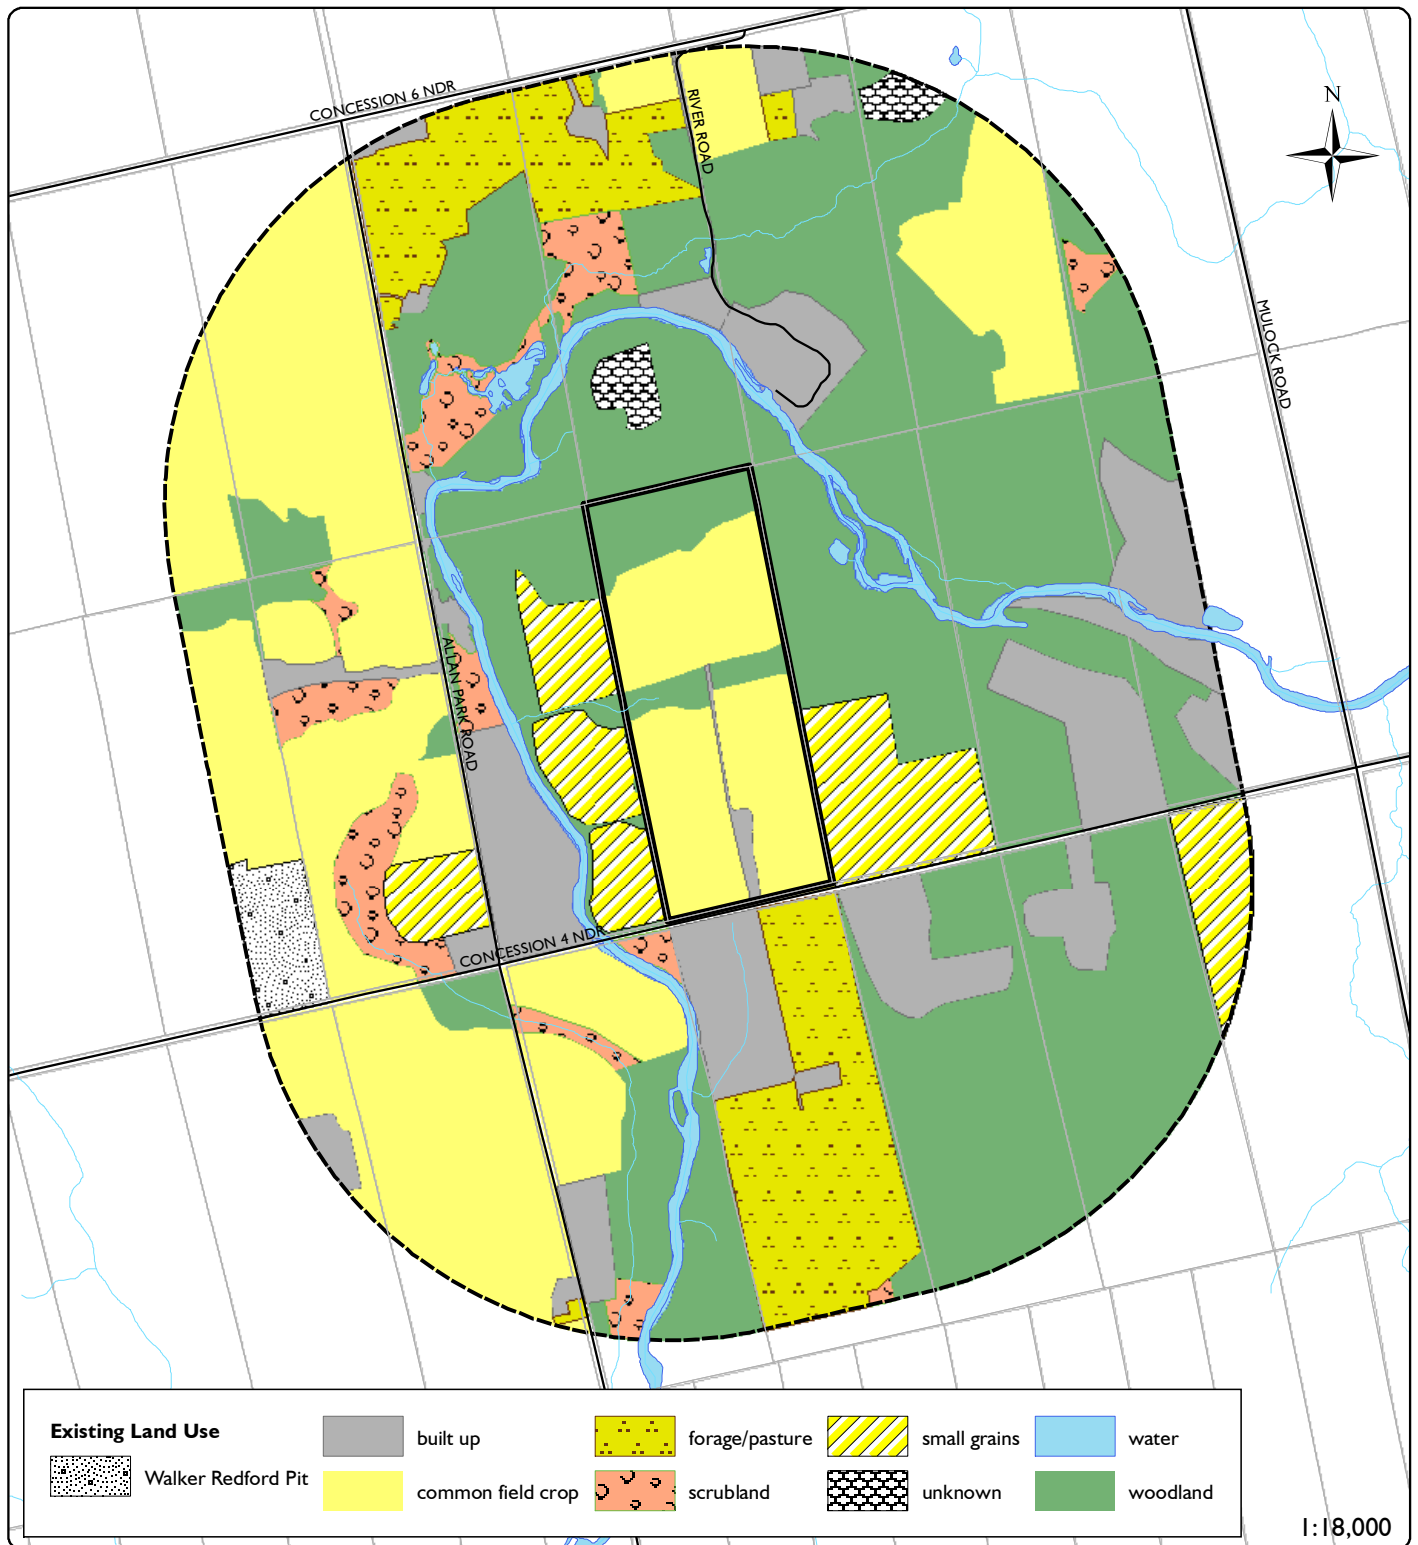 CONCESSION 6 NDR
RIVER ROAD
N
MULOCK ROAD
ALLAN PARK ROAD
CONCESSION 4 NDR
Existing Land Use
Walker Redford Pit
built up
common field crop
forage/pasture
scrubland
small grains
unknown
water
woodland
1:18,000